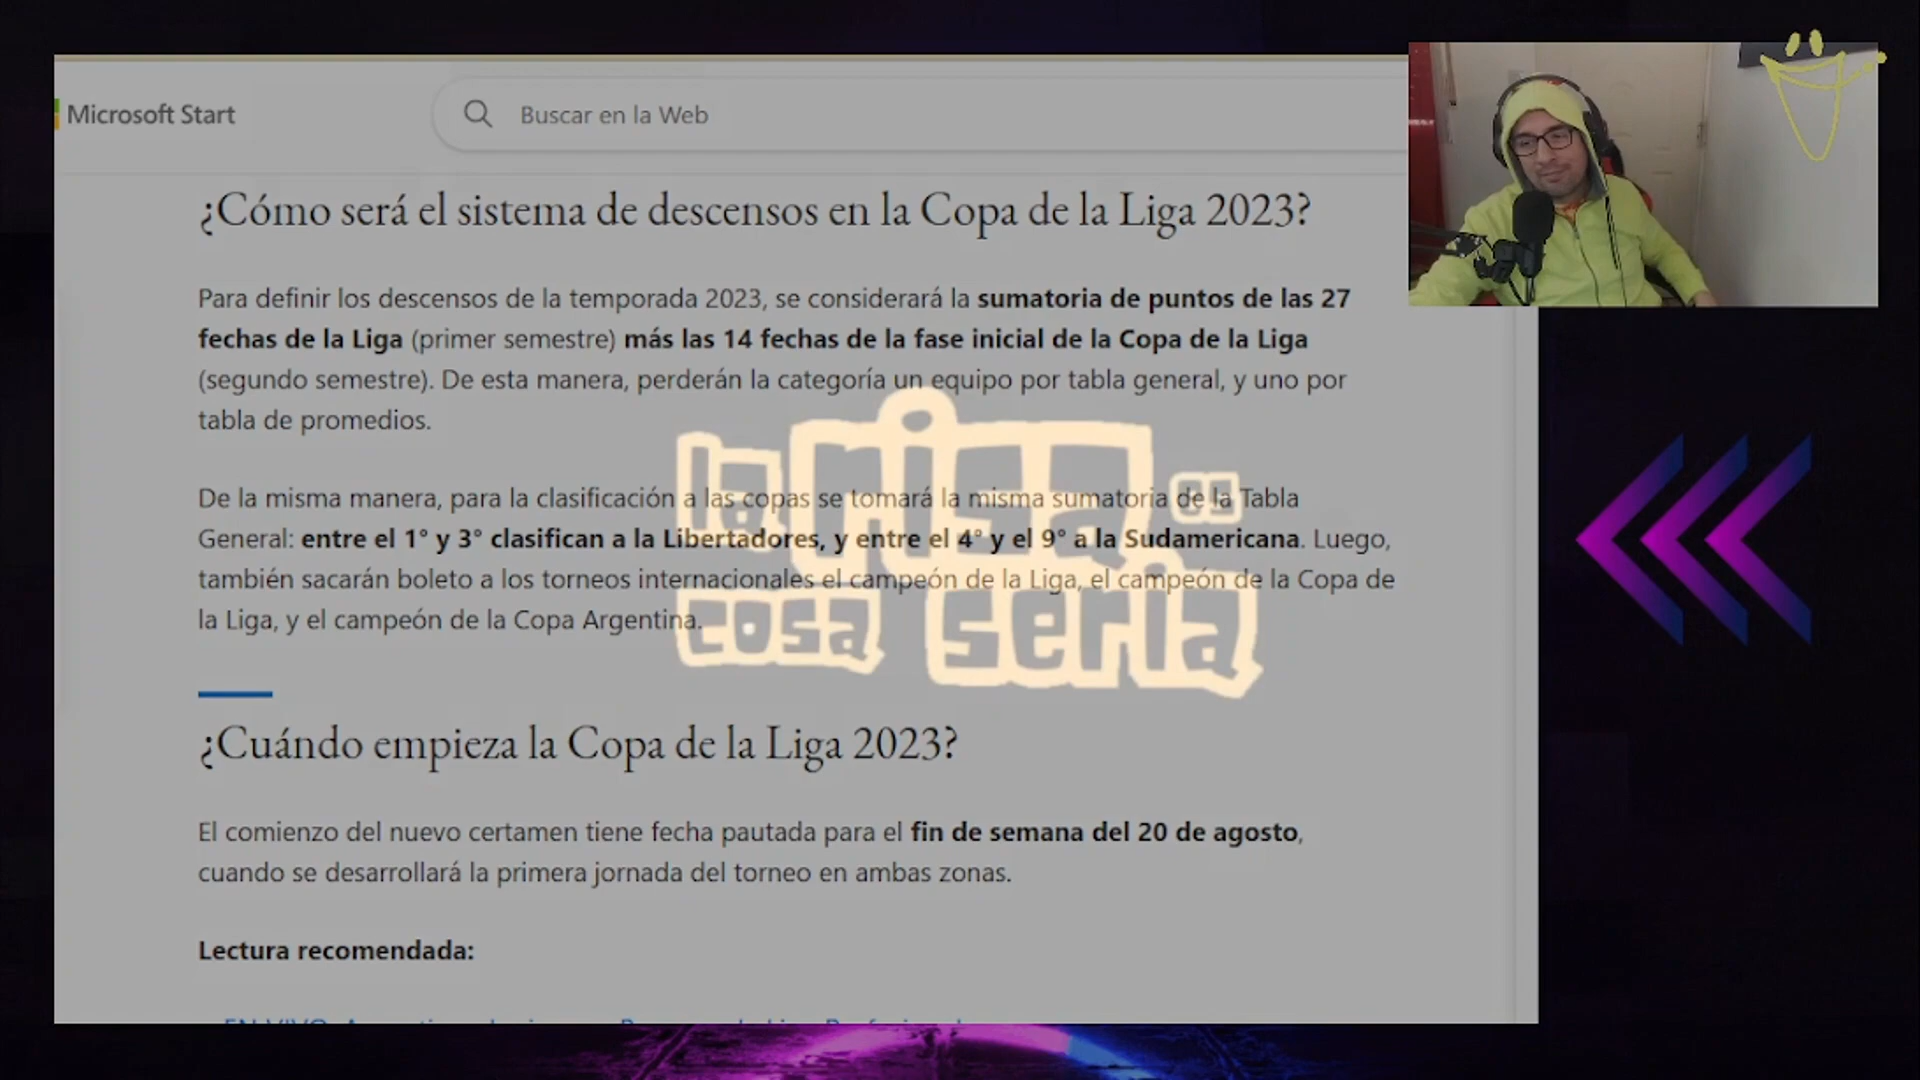 Microsoft Start
Buscar en la Web
¿Cómo será el sistema de descensos en la Copa de la Liga 2023?
Para definir los descensos de la temporada 2023, se considerará la sumatoria de puntos de las 27
fechas de la Liga (primer semestre) más las 14 fechas de la fase inicial de la Copa de la Liga
(segundo semestre). De esta manera, perderán la categoría un equipo por tabla general, y uno por
tabla de promedios.
De la misma manera, para la clasificación a las copas se tomará la misma sumatoria de la Tabla
General: entre el 1° y 3° clasifican a la Libertadores, y entre el 4° y el 9° a la Sudamericana. Luego,
también sacarán boleto a los torneos internacionales el campeón de la Liga, el campeón de la Copa de
la Liga, y el campeón de la Copa Argentina.
la risa es
cosa seria
¿Cuándo empieza la Copa de la Liga 2023?
El comienzo del nuevo certamen tiene fecha pautada para el fin de semana del 20 de agosto,
cuando se desarrollará la primera jornada del torneo en ambas zonas.
Lectura recomendada: